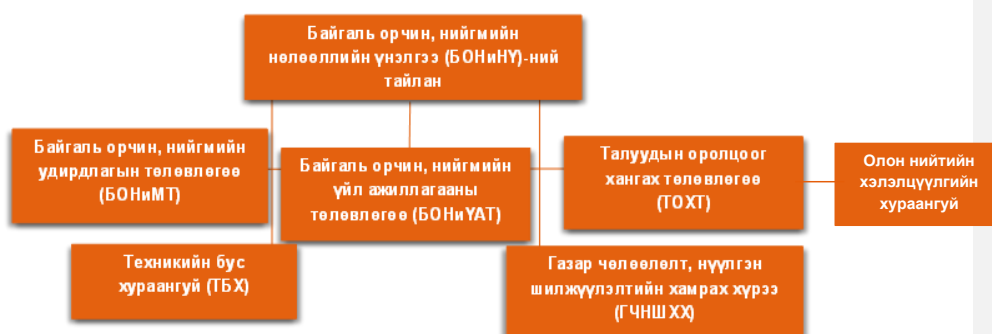 Байгаль орчин, нийгмийн
нөлөөллийн үнэлгээ (БОНиНҮ)-ний
тайлан
Байгаль орчин, нийгмийн
удирдлагын төлөвлөгөө
(БОНиМТ)
Байгаль орчин, нийгмийн
үйл ажиллагааны
төлөвлөгөө (БОНиҮАТ)
Талуудын оролцоог
хангах төлөвлөгөө
(ТОХТ)
Олон нийтийн
хэлэлцүүлгийн
хураангуй
Техникийн бус
хураангуй (ТБХ)
Газар чөлөөлөлт, нүүлгэн
шилжүүлэлтийн хамрах хүрээ
(ГЧНШХХ)